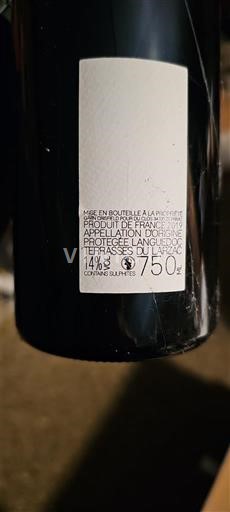 MISE EN BOUTEILLE À LA PROPRIÉTÉ
PRODUIT DE FRANCE 2019
APPELLATION D'ORIGINE
PROTÉGÉE LANGUEDOC
TERRASSES DU LARZAC
14% VOL 750 ML
CONTAINS SULPHITES